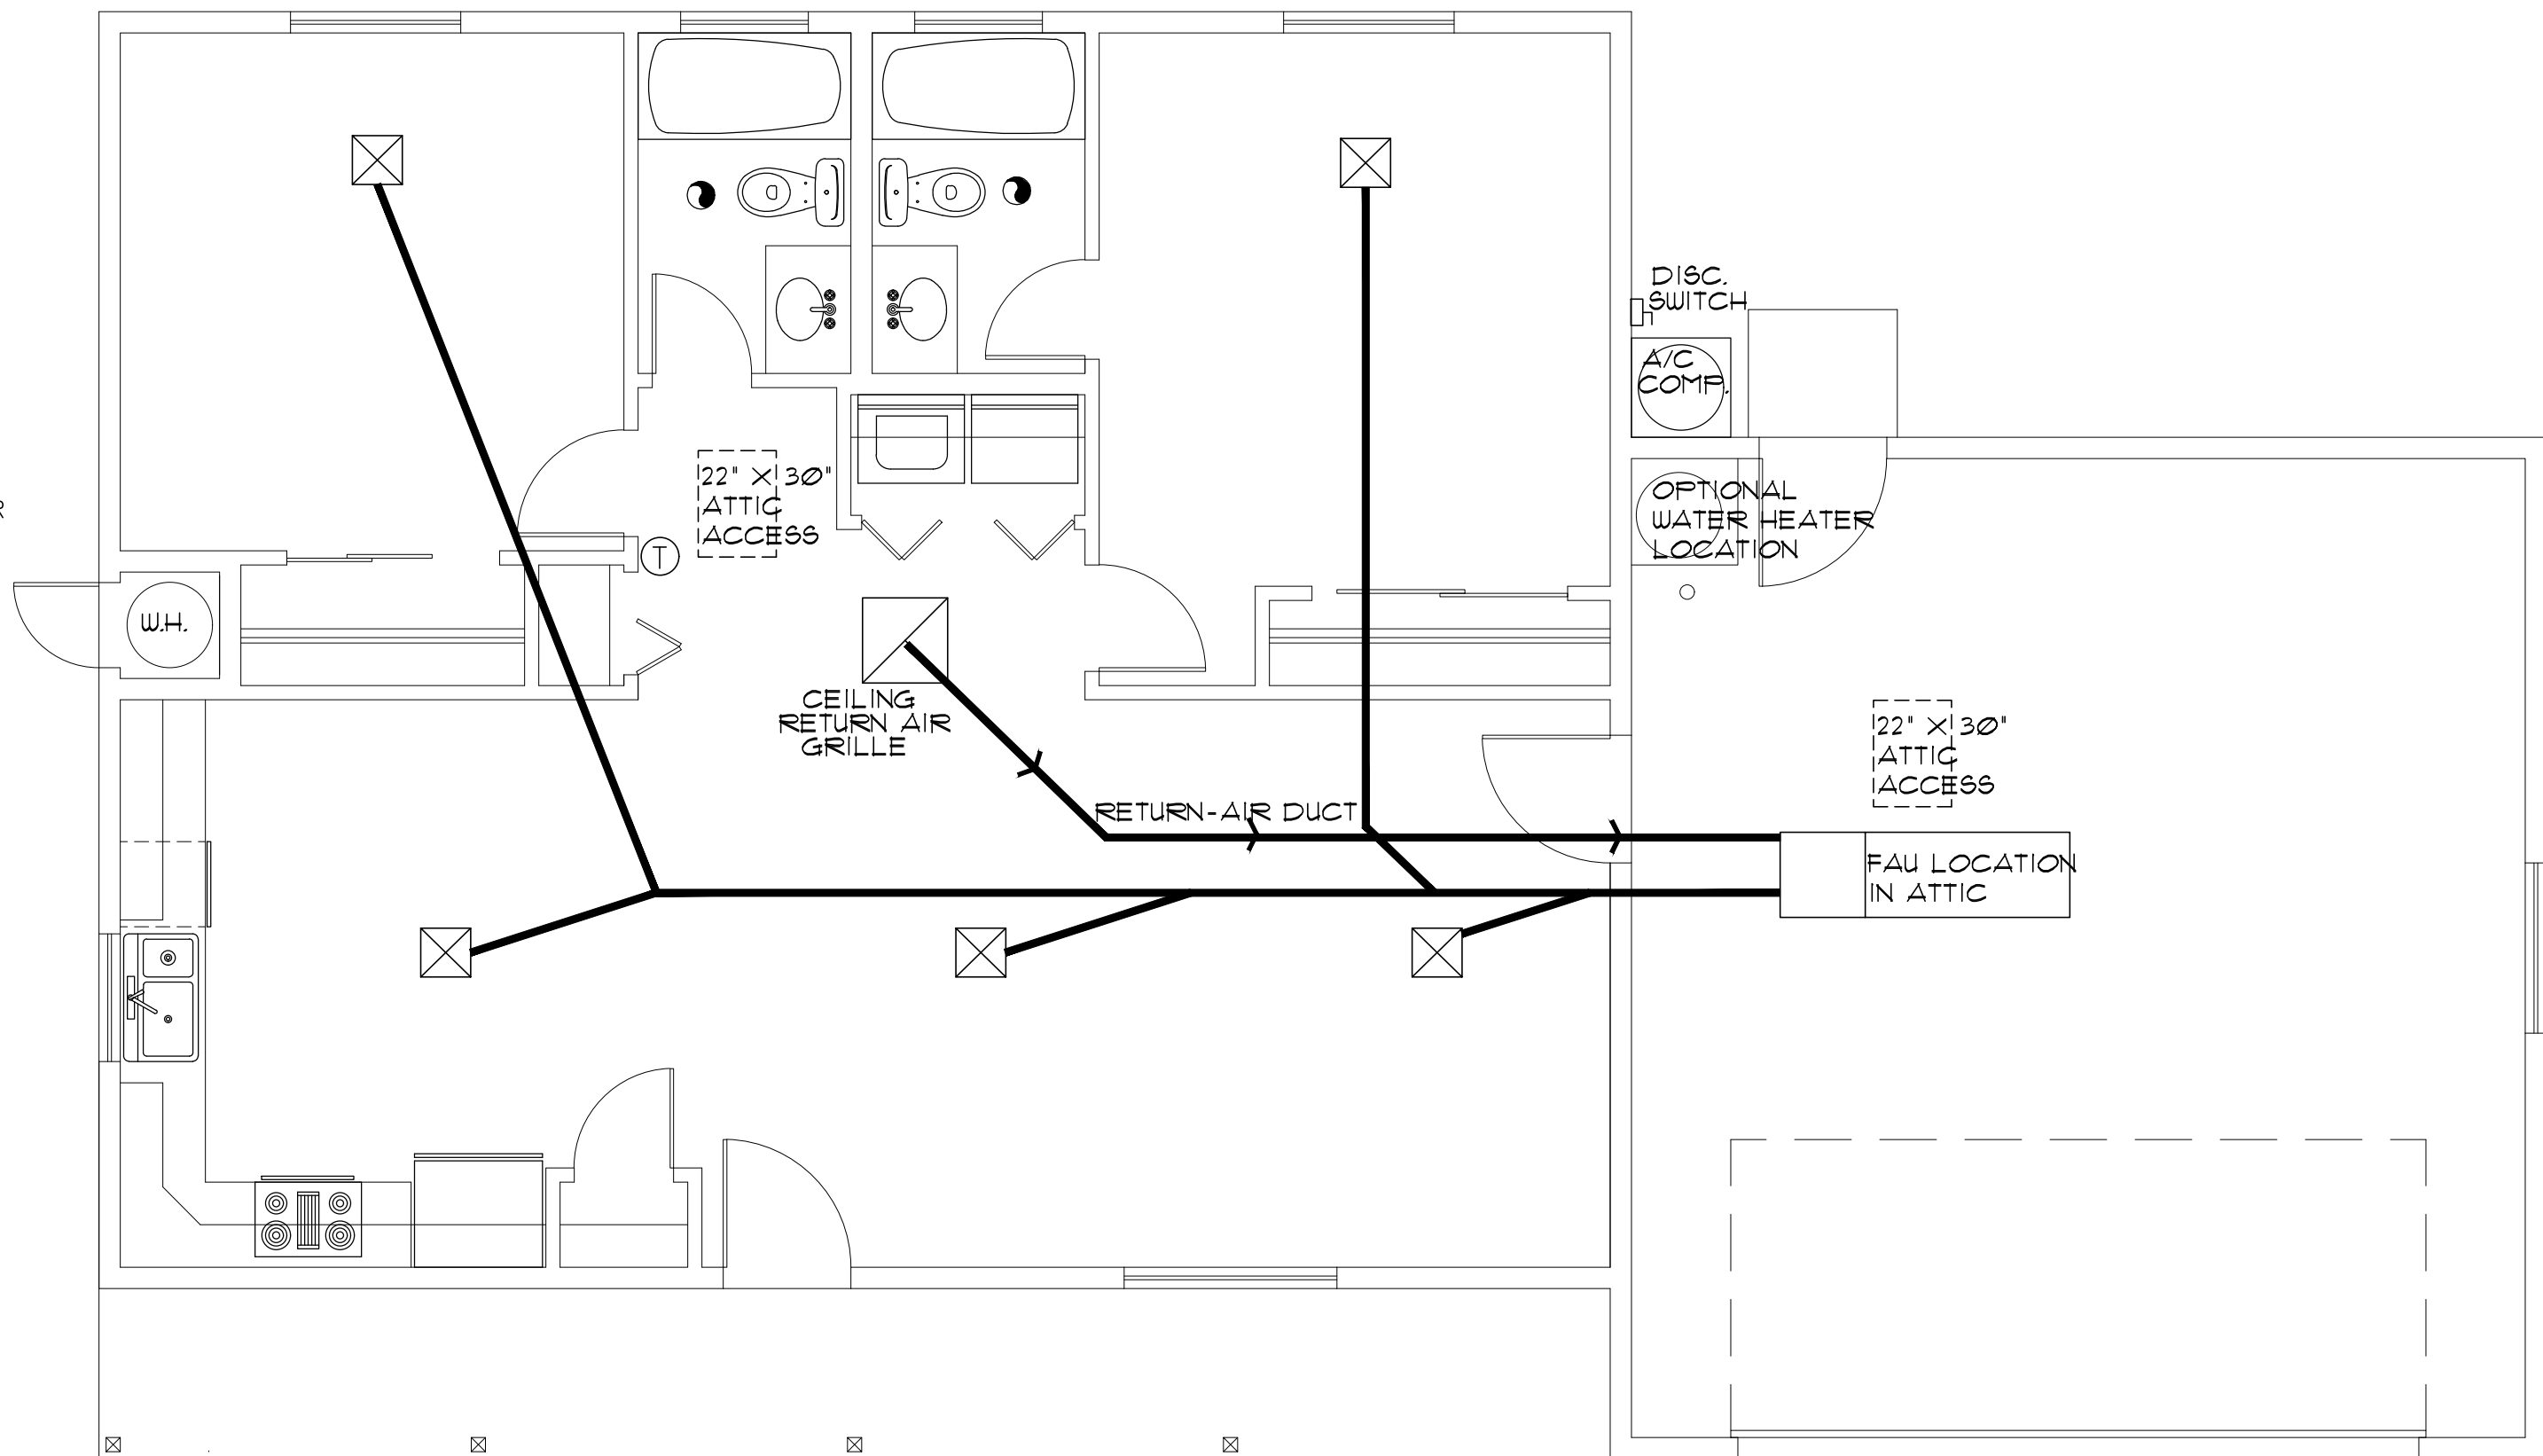 DISC.
SWITCH
A/C
COMP.
22" X 30"
ATTIC
ACCESS
OPTIONAL
WATER HEATER
LOCATION
R
T
W.H.
CEILING
RETURN AIR
GRILLE
22" X 30"
ATTIC
ACCESS
RETURN-AIR DUCT
FAU LOCATION
IN ATTIC